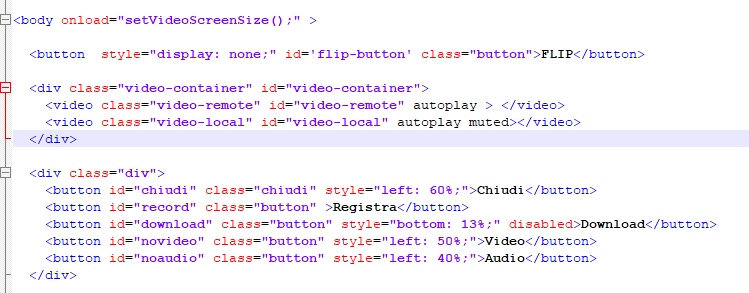 <body onload="setVideoScreenSize();" >
<button  style="display: none;" id='flip-button' class="button">FLIP</button>
<div class="video-container" id="video-container">
<video class="video-remote" id="video-remote" autoplay > </video>
<video class="video-local" id="video-local" autoplay muted></video>
</div>
<div class="div">
<button id="chiudi" class="chiudi" style="left: 60%;">Chiudi</button>
<button id="record" class="button" >Registra</button>
<button id="download" class="button" style="bottom: 13%;" disabled>Download</button>
<button id="novideo" class="button" style="left: 50%;">Video</button>
<button id="noaudio" class="button" style="left: 40%;">Audio</button>
</div>